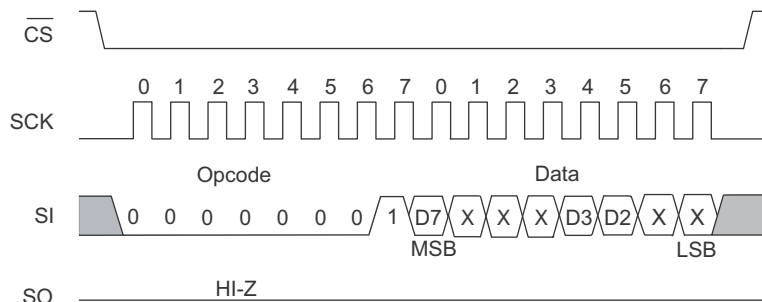 CS
0 1 2 3 4 5 6 7 0 1 2 3 4 5 6 7
SCK
Opcode Data
SI 0 0 0 0 0 0 0 1 D7 X X X D3 D2 X X
MSB LSB
HI-Z
SO